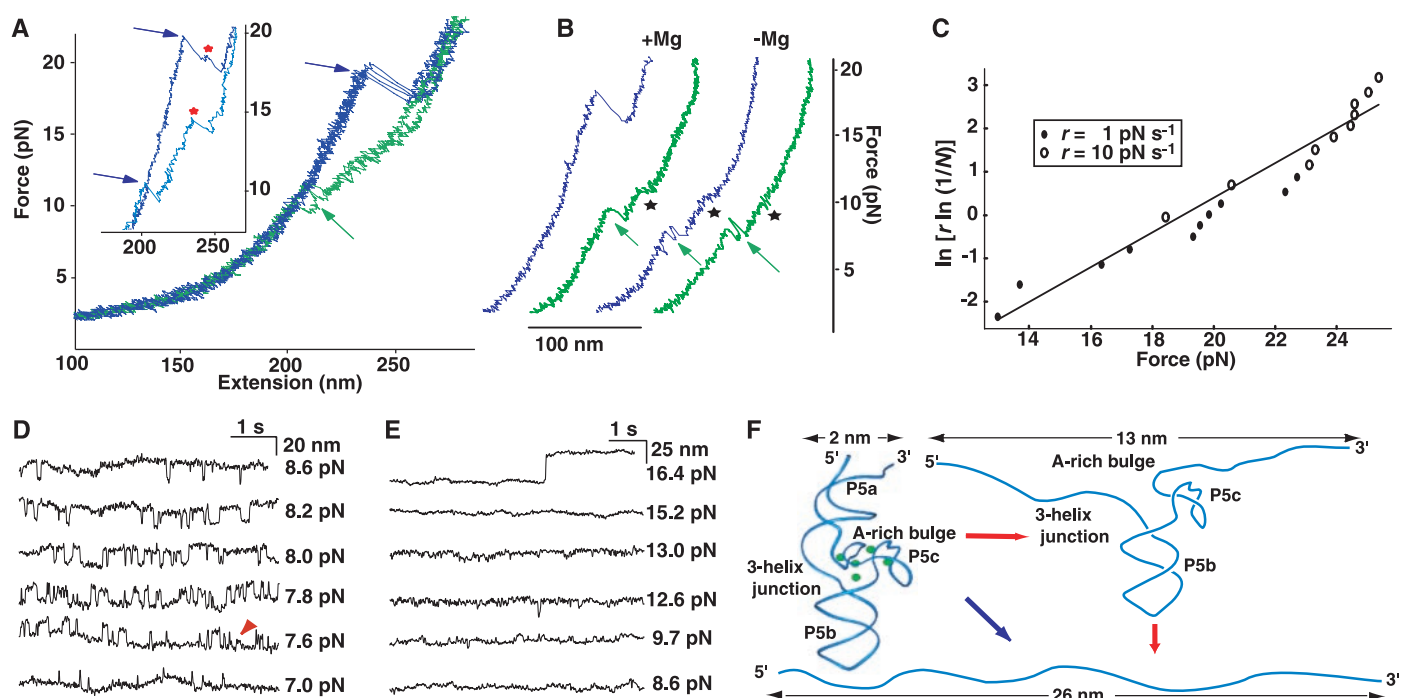 A
Force (pN)
20
15
10
5
100
150
200
250
Extension (nm)
20
15
10
200
250
B
+Mg
-Mg
20
15
10
5
Force (pN)
100 nm
C
ln [r ln (1/N)]
3
2
1
0
-1
-2
r = 1 pN s-1
r = 10 pN s-1
14
16
18
20
22
24
Force (pN)
D
1 s
20 nm
8.6 pN
8.2 pN
8.0 pN
7.8 pN
7.6 pN
7.0 pN
E
1 s
25 nm
16.4 pN
15.2 pN
13.0 pN
12.6 pN
9.7 pN
8.6 pN
F
2 nm
5'
3'
P5a
A-rich bulge
P5c
3-helix
junction
P5b
13 nm
5'
3'
A-rich bulge
P5c
3-helix
junction
P5b
5'
3'
26 nm